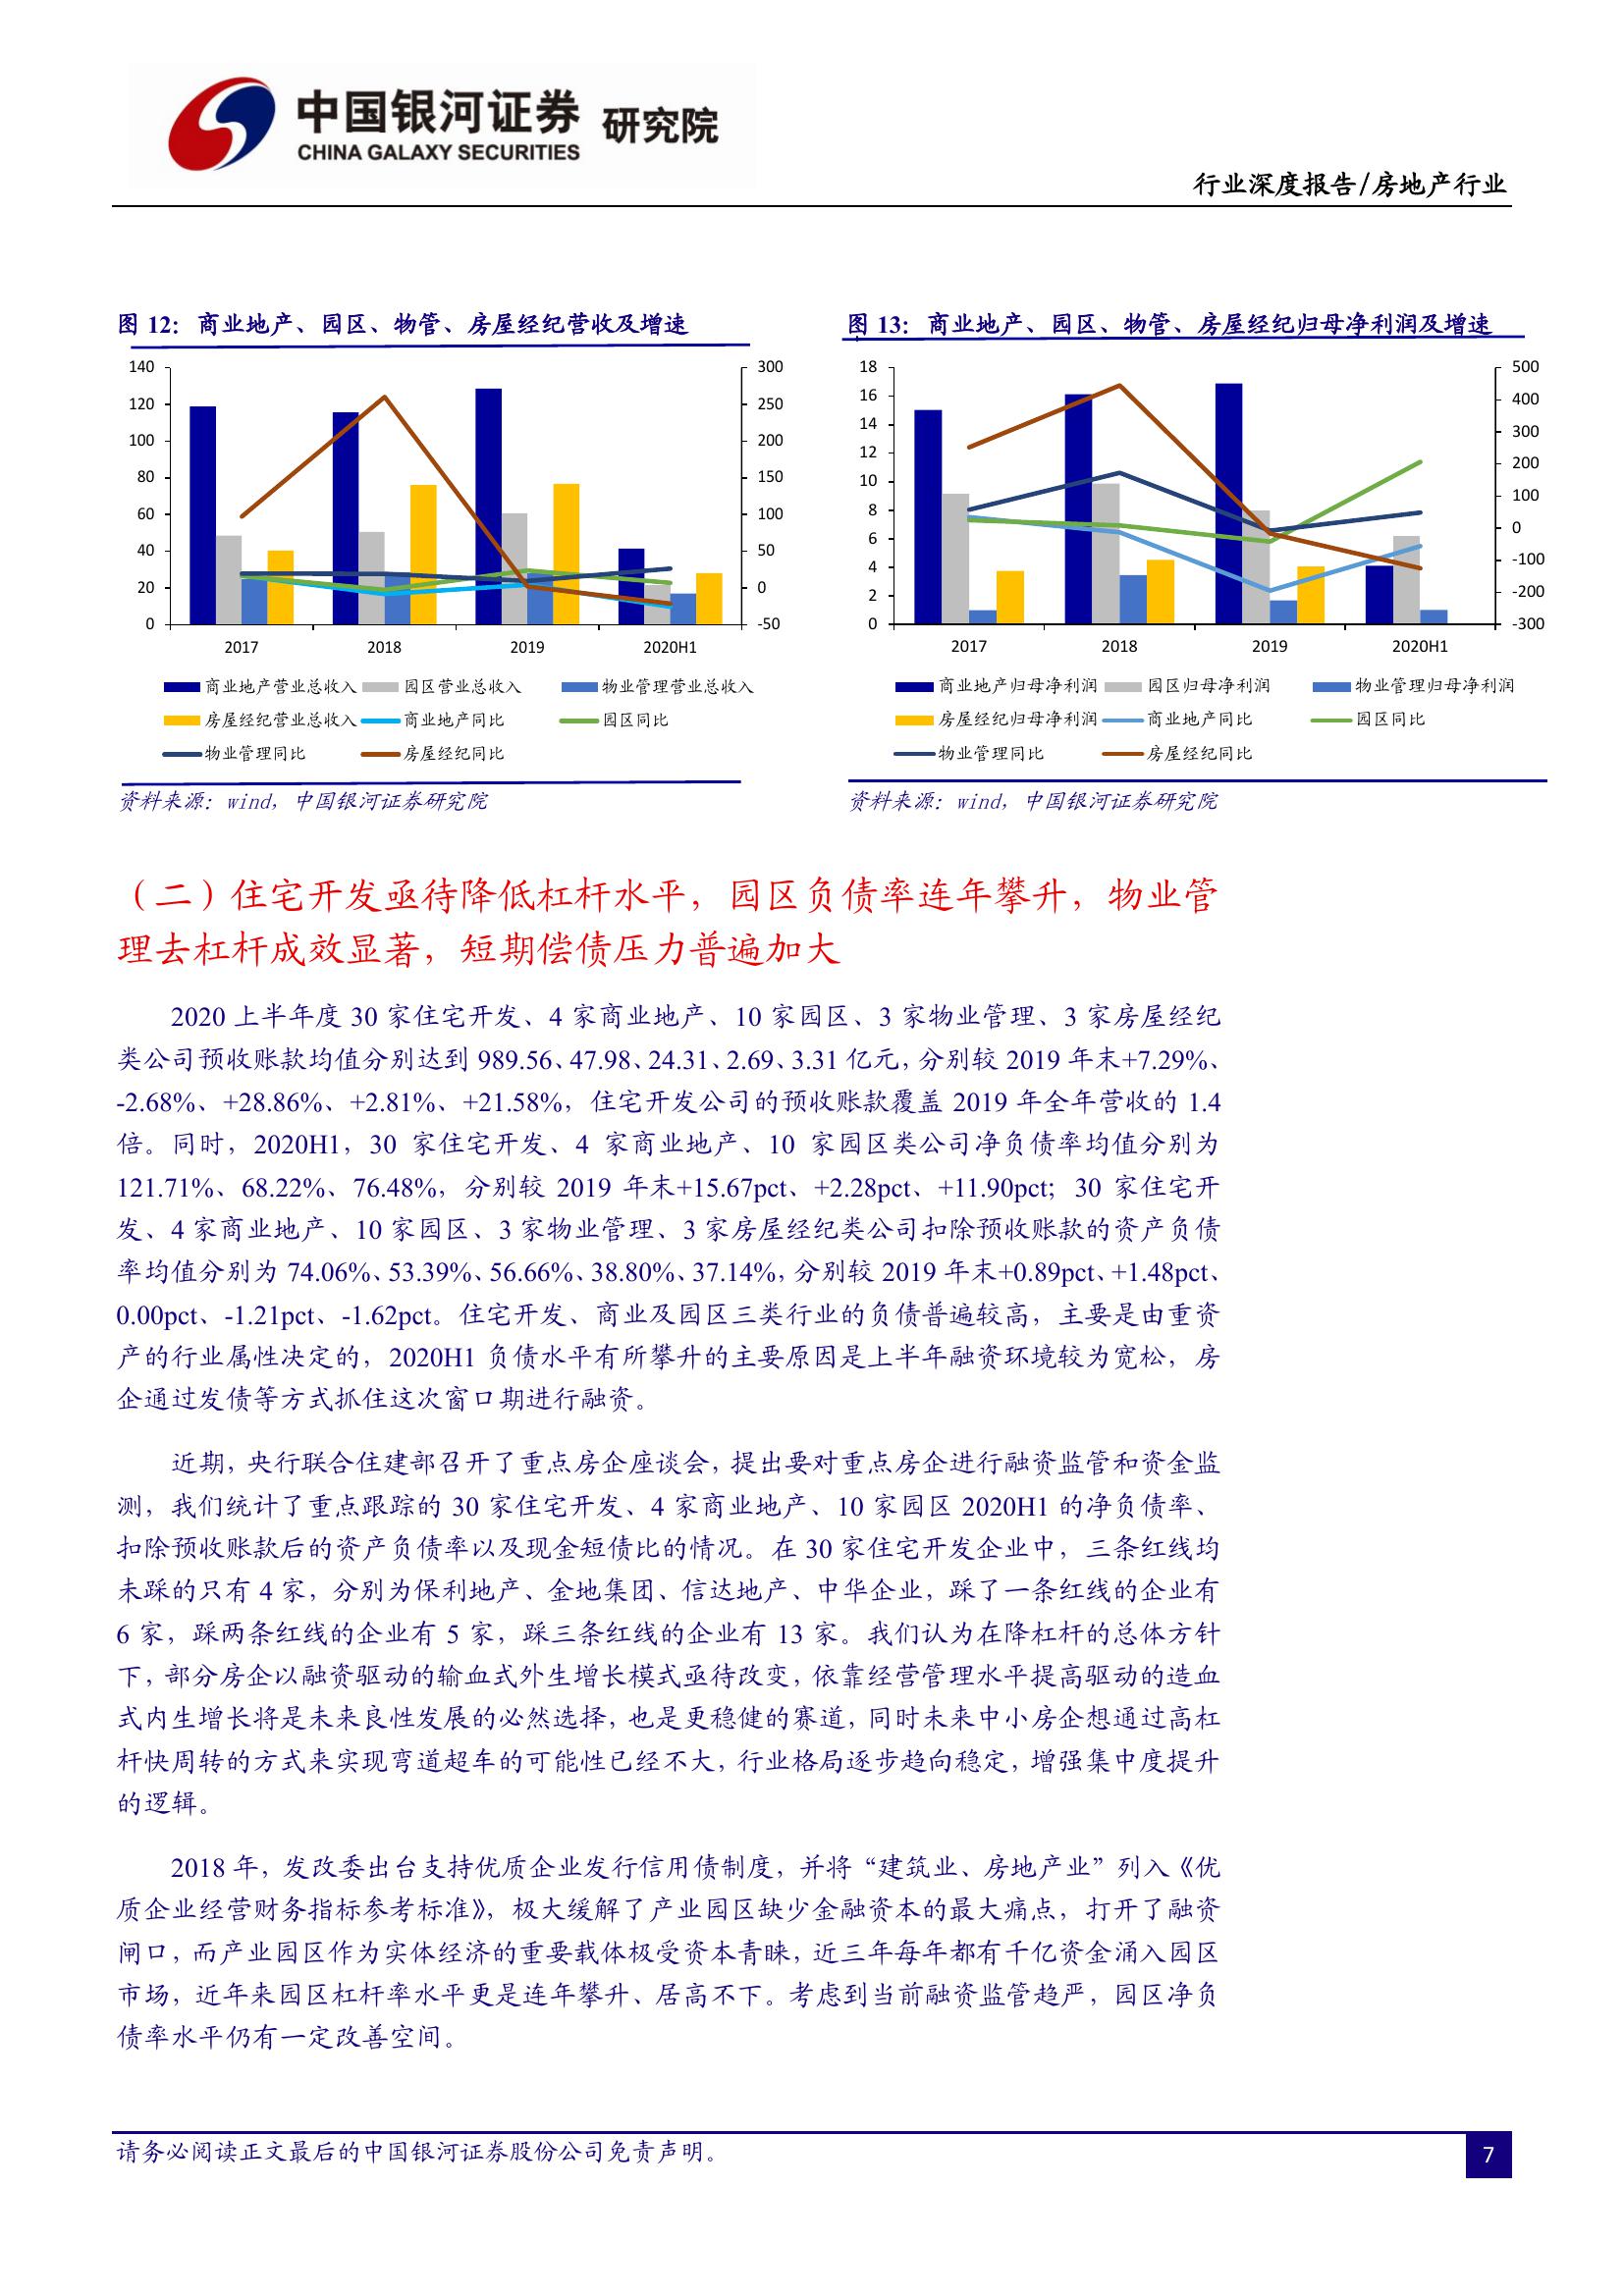 中国银河证券 研究院
CHINA GALAXY SECURITIES
行业深度报告/房地产行业
图 12：商业地产、园区、物管、房屋经纪营收及增速
140
120
100
80
60
40
20
0
300
250
200
150
100
50
0
-50
2017 2018 2019 2020H1
商业地产营业总收入 园区营业总收入 物业管理营业总收入
房屋经纪营业总收入 商业地产同比 园区同比
物业管理同比 房屋经纪同比
资料来源：wind，中国银河证券研究院
图 13：商业地产、园区、物管、房屋经纪归母净利润及增速
18
16
14
12
10
8
6
4
2
0
500
400
300
200
100
0
-100
-200
-300
2017 2018 2019 2020H1
商业地产归母净利润 园区归母净利润 物业管理归母净利润
房屋经纪归母净利润 商业地产同比 园区同比
物业管理同比 房屋经纪同比
资料来源：wind，中国银河证券研究院
（二）住宅开发亟待降低杠杆水平，园区负债率连年攀升，物业管
理去杠杆成效显著，短期偿债压力普遍加大
2020 上半年度 30 家住宅开发、4 家商业地产、10 家园区、3 家物业管理、3 家房屋经纪
类公司预收账款均值分别达到 989.56、47.98、24.31、2.69、3.31 亿元，分别较 2019 年末+7.29%、
-2.68%、+28.86%、+2.81%、+21.58%，住宅开发公司的预收账款覆盖 2019 年全年营收的 1.4
倍。同时，2020H1，30 家住宅开发、4 家商业地产、10 家园区类公司净负债率均值分别为
121.71%、68.22%、76.48%，分别较 2019 年末+15.67pct、+2.28pct、+11.90pct；30 家住宅开
发、4 家商业地产、10 家园区、3 家物业管理、3 家房屋经纪类公司扣除预收账款的资产负债
率均值分别为 74.06%、53.39%、56.66%、38.80%、37.14%，分别较 2019 年末+0.89pct、+1.48pct、
0.00pct、-1.21pct、-1.62pct。住宅开发、商业及园区三类行业的负债普遍较高，主要是由重资
产的行业属性决定的，2020H1 负债水平有所攀升的主要原因是上半年融资环境较为宽松，房
企通过发债等方式抓住这次窗口期进行融资。
近期，央行联合住建部召开了重点房企座谈会，提出要对重点房企进行融资监管和资金监
测，我们统计了重点跟踪的 30 家住宅开发、4 家商业地产、10 家园区 2020H1 的净负债率、
扣除预收账款后的资产负债率以及现金短债比的情况。在 30 家住宅开发企业中，三条红线均
未踩的只有 4 家，分别为保利地产、金地集团、信达地产、中华企业，踩了一条红线的企业有
6 家，踩两条红线的企业有 5 家，踩三条红线的企业有 13 家。我们认为在降杠杆的总体方针
下，部分房企以融资驱动的输血式外生增长模式亟待改变，依靠经营管理水平提高驱动的造血
式内生增长将是未来良性发展的必然选择，也是更稳健的赛道，同时未来中小房企想通过高杠
杆快周转的方式来实现弯道超车的可能性已经不大，行业格局逐步趋向稳定，增强集中度提升
的逻辑。
2018 年，发改委出台支持优质企业发行信用债制度，并将“建筑业、房地产业”列入《优
质企业经营财务指标参考标准》，极大缓解了产业园区缺少金融资本的最大痛点，打开了融资
闸口，而产业园区作为实体经济的重要载体极受资本青睐，近三年每年都有千亿资金涌入园区
市场，近年来园区杠杆率水平更是连年攀升、居高不下。考虑到当前融资监管趋严，园区净负
债率水平仍有一定改善空间。
请务必阅读正文最后的中国银河证券股份公司免责声明。
7